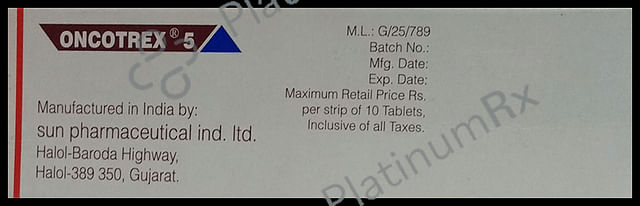 ONCOTREX® 5
Manufactured in India by:
sun pharmaceutical ind. ltd.
Halol-Baroda Highway,
Halol-389 350, Gujarat.
M.L.: G/25/789
Batch No.:
Mfg. Date:
Exp. Date:
Maximum Retail Price Rs.
per strip of 10 Tablets,
Inclusive of all Taxes.
PlatinumRx